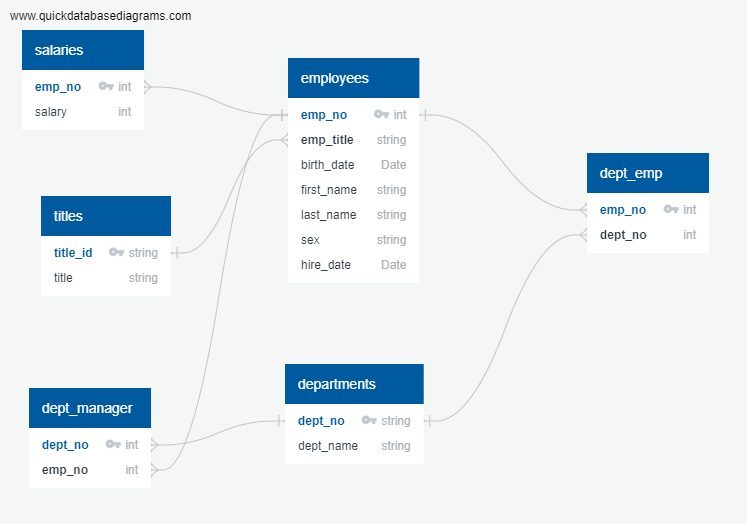 www.quickdatabasediagrams.com
salaries
emp_no int
salary int
employees
emp_no int
emp_title string
birth_date Date
first_name string
last_name string
sex string
hire_date Date
dept_emp
emp_no int
dept_no int
titles
title_id string
title string
departments
dept_no string
dept_name string
dept_manager
dept_no int
emp_no int